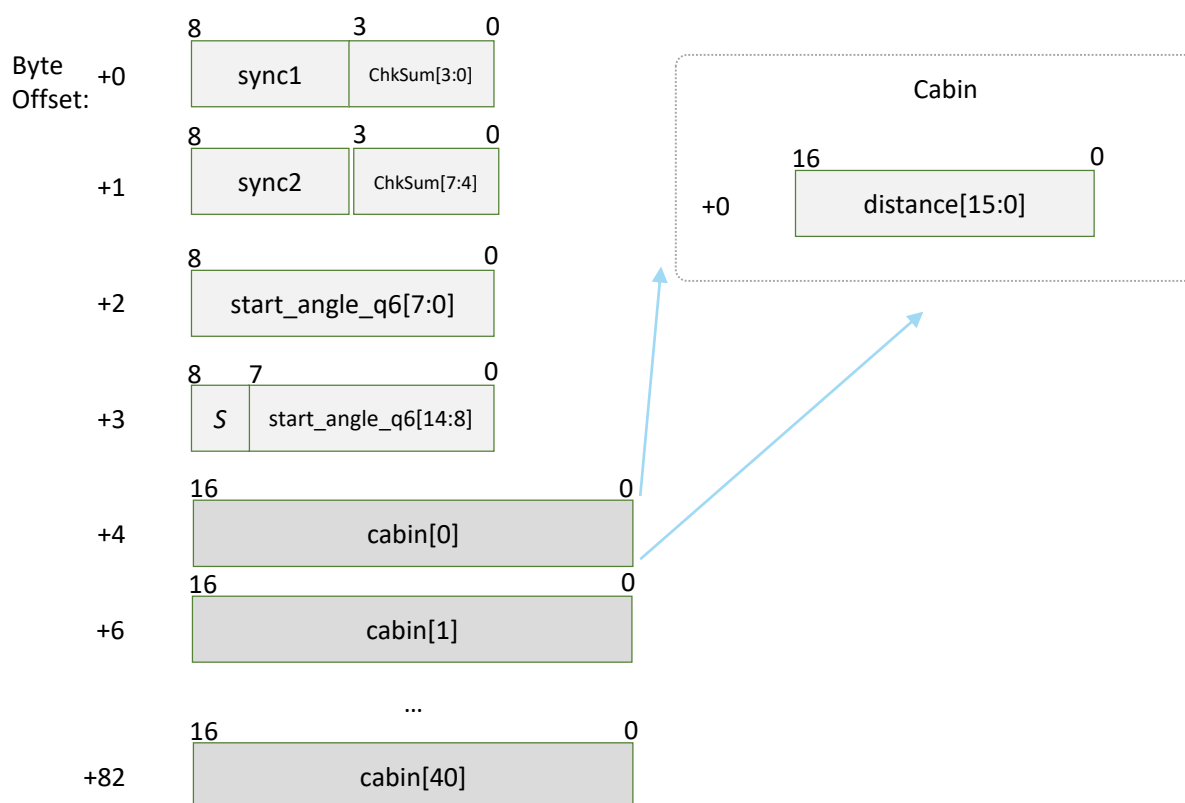 8 3 0
Byte
Offset:
+0 sync1 ChkSum[3:0]
8 3 0
+1 sync2 ChkSum[7:4]
8 0
+2 start_angle_q6[7:0]
8 7 0
+3 S start_angle_q6[14:8]
16 0
+4 cabin[0]
16 0
+6 cabin[1]
...
16 0
+82 cabin[40]
Cabin
16 0
+0 distance[15:0]